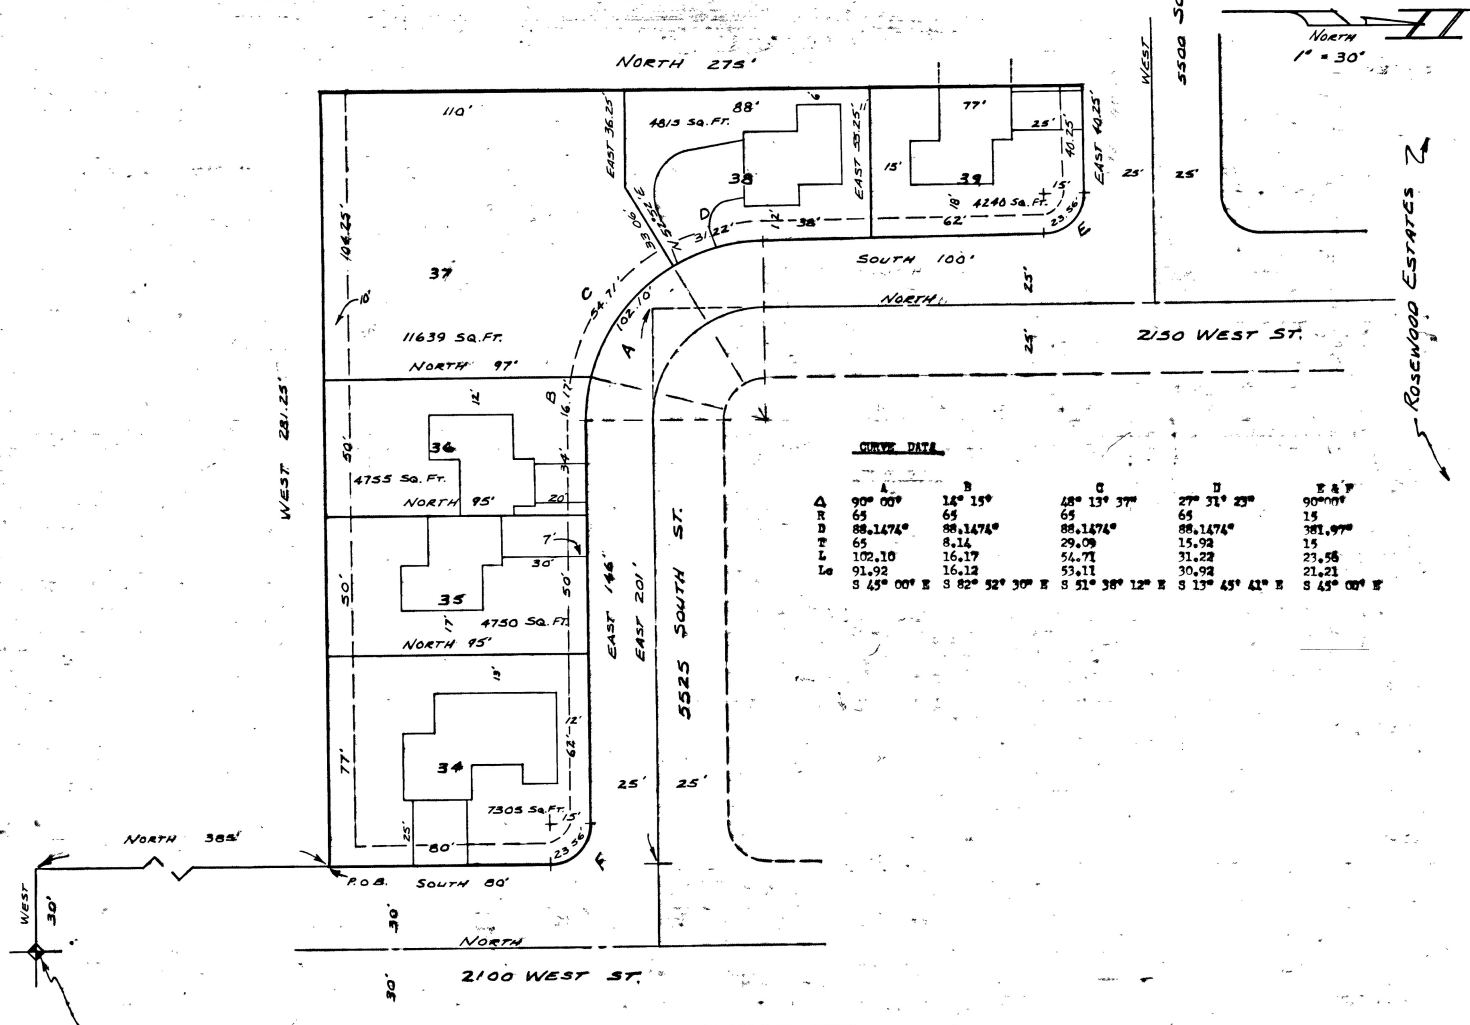 NORTH 275'
NORTH
1" = 30'
WEST
5500 SO
110'
EAST 36.25'
88'
4813 SQ.FT.
6'
EAST 55.25'
77'
25'
40.25'
EAST 40.25'
15'
38
39
15'
18'
4240 SQ.FT.
62'
23.56'
E
25'
25'
104.25'
N 52°52'E.
53.06
D
31.22'
12'
38'
37
10'
C
54.71'
102.10'
A
SOUTH 100'
25'
NORTH
25'
2150 WEST ST.
ROSEWOOD ESTATES
11639 SQ.FT.
NORTH 97'
B
16.17'
WEST 281.25'
12'
50'
36
4755 SQ.FT.
34'
20'
NORTH 95'
7'
30'
50'
50'
35
17'
4750 SQ.FT.
NORTH 95'
EAST 146'
EAST 201'
5525 SOUTH ST.
CURVE DATA
A B C D E & F
Δ 90° 00' 14° 15' 48° 13' 37" 27° 31' 23" 90°00'
R 65 65 65 65 15
D 88.1474° 88.1474° 88.1474° 88.1474° 381.97°
T 65 8.14 29.09 15.92 15
L 102.10 16.17 54.71 31.22 23.56
Lc 91.92 16.12 53.11 30.92 21.21
S 45° 00' E S 82° 52' 30" E S 51° 38' 12" E S 13° 45' 41" E S 45° 00' E
13'
77'
12'
62'
34
7303 SQ.FT.
15'
25'
80'
23.56'
F
25'
25'
NORTH 385'
P.O.B. SOUTH 80'
WEST
30'
30'
NORTH
30'
2100 WEST ST.